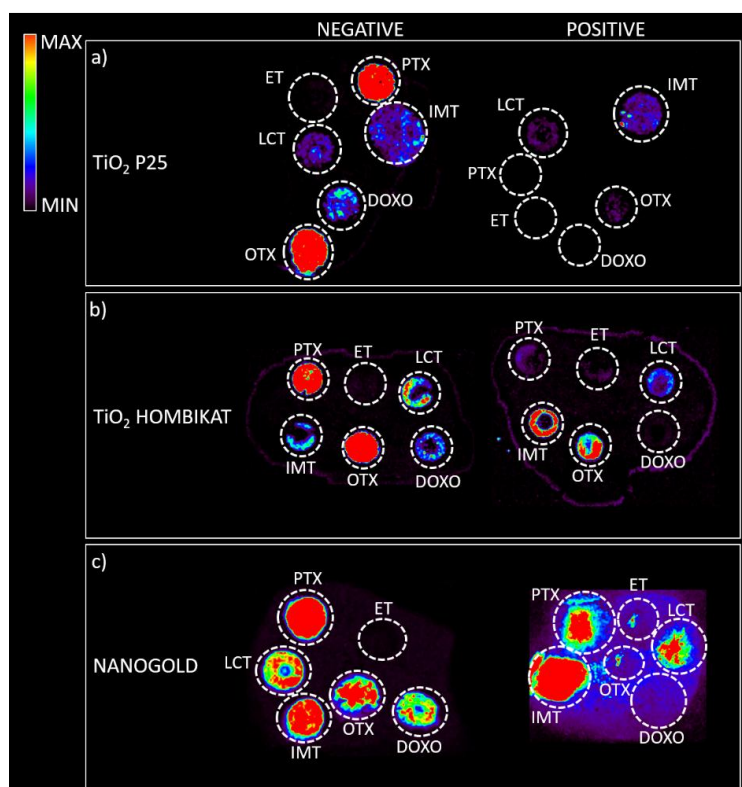 NEGATIVE POSITIVE
MAX
MIN
a)
TiO₂ P25
ET
PTX
IMT
LCT
DOXO
OTX
IMT
LCT
PTX
ET
OTX
DOXO
b)
TiO₂ HOMBIKAT
PTX ET LCT
IMT OTX DOXO
PTX ET LCT
IMT OTX DOXO
c)
NANOGOLD
PTX
ET
LCT
IMT OTX DOXO
PTX ET LCT
OTX
IMT DOXO